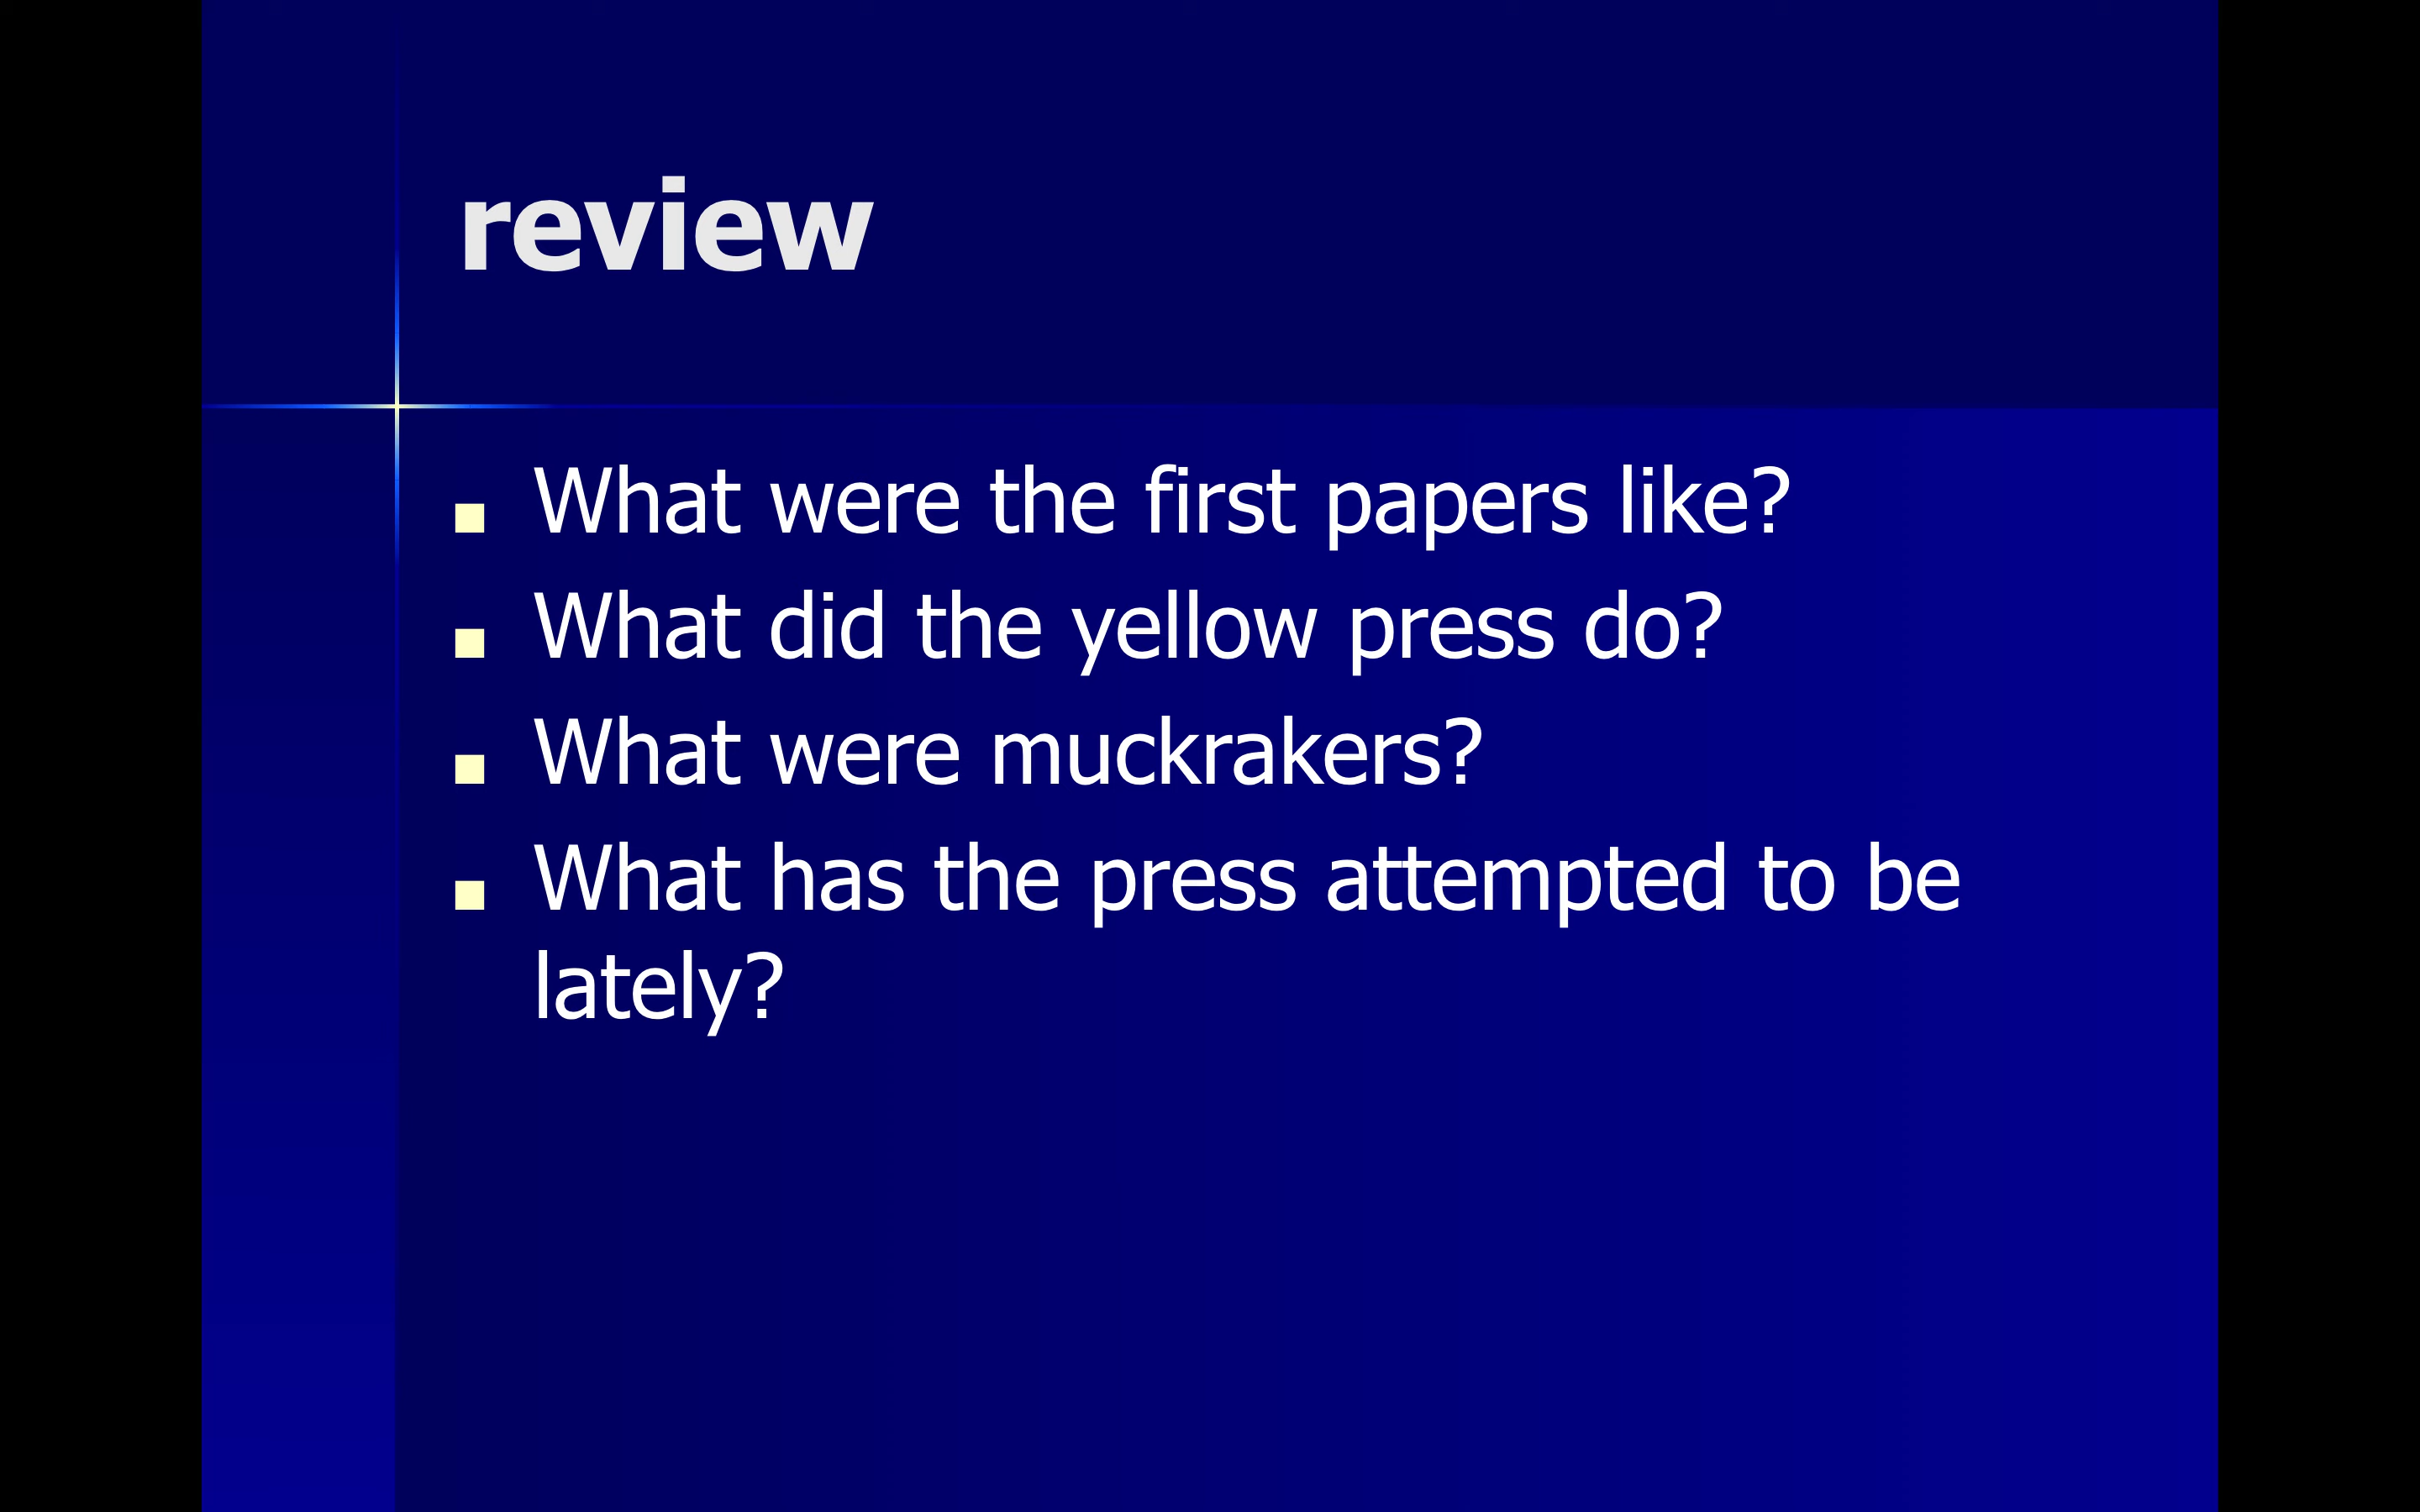 review
What were the first papers like?
What did the yellow press do?
What were muckrakers?
What has the press attempted to be
lately?